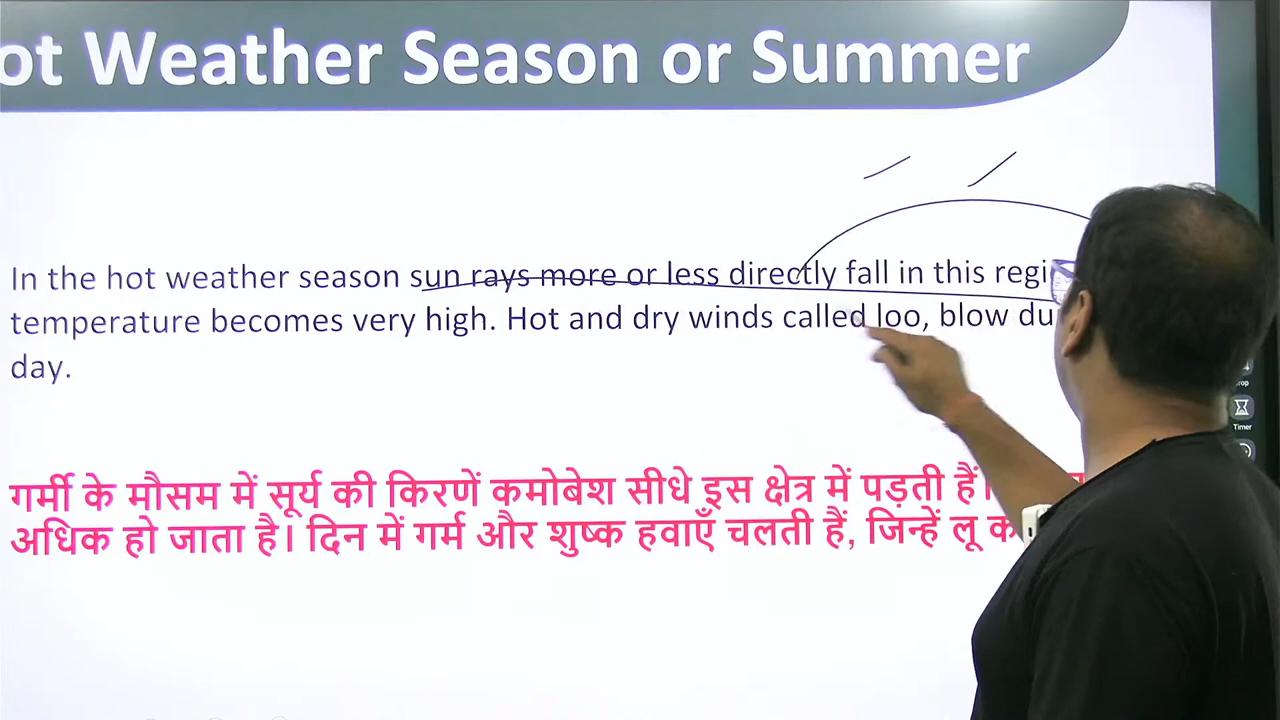 ot Weather Season or Summer
In the hot weather season sun rays more or less directly fall in this regi
temperature becomes very high. Hot and dry winds called loo, blow du
day.
गर्मी के मौसम में सूर्य की किरणें कमोबेश सीधे इस क्षेत्र में पड़ती हैं।
अधिक हो जाता है। दिन में गर्म और शुष्क हवाएँ चलती हैं, जिन्हें लू क
Timer